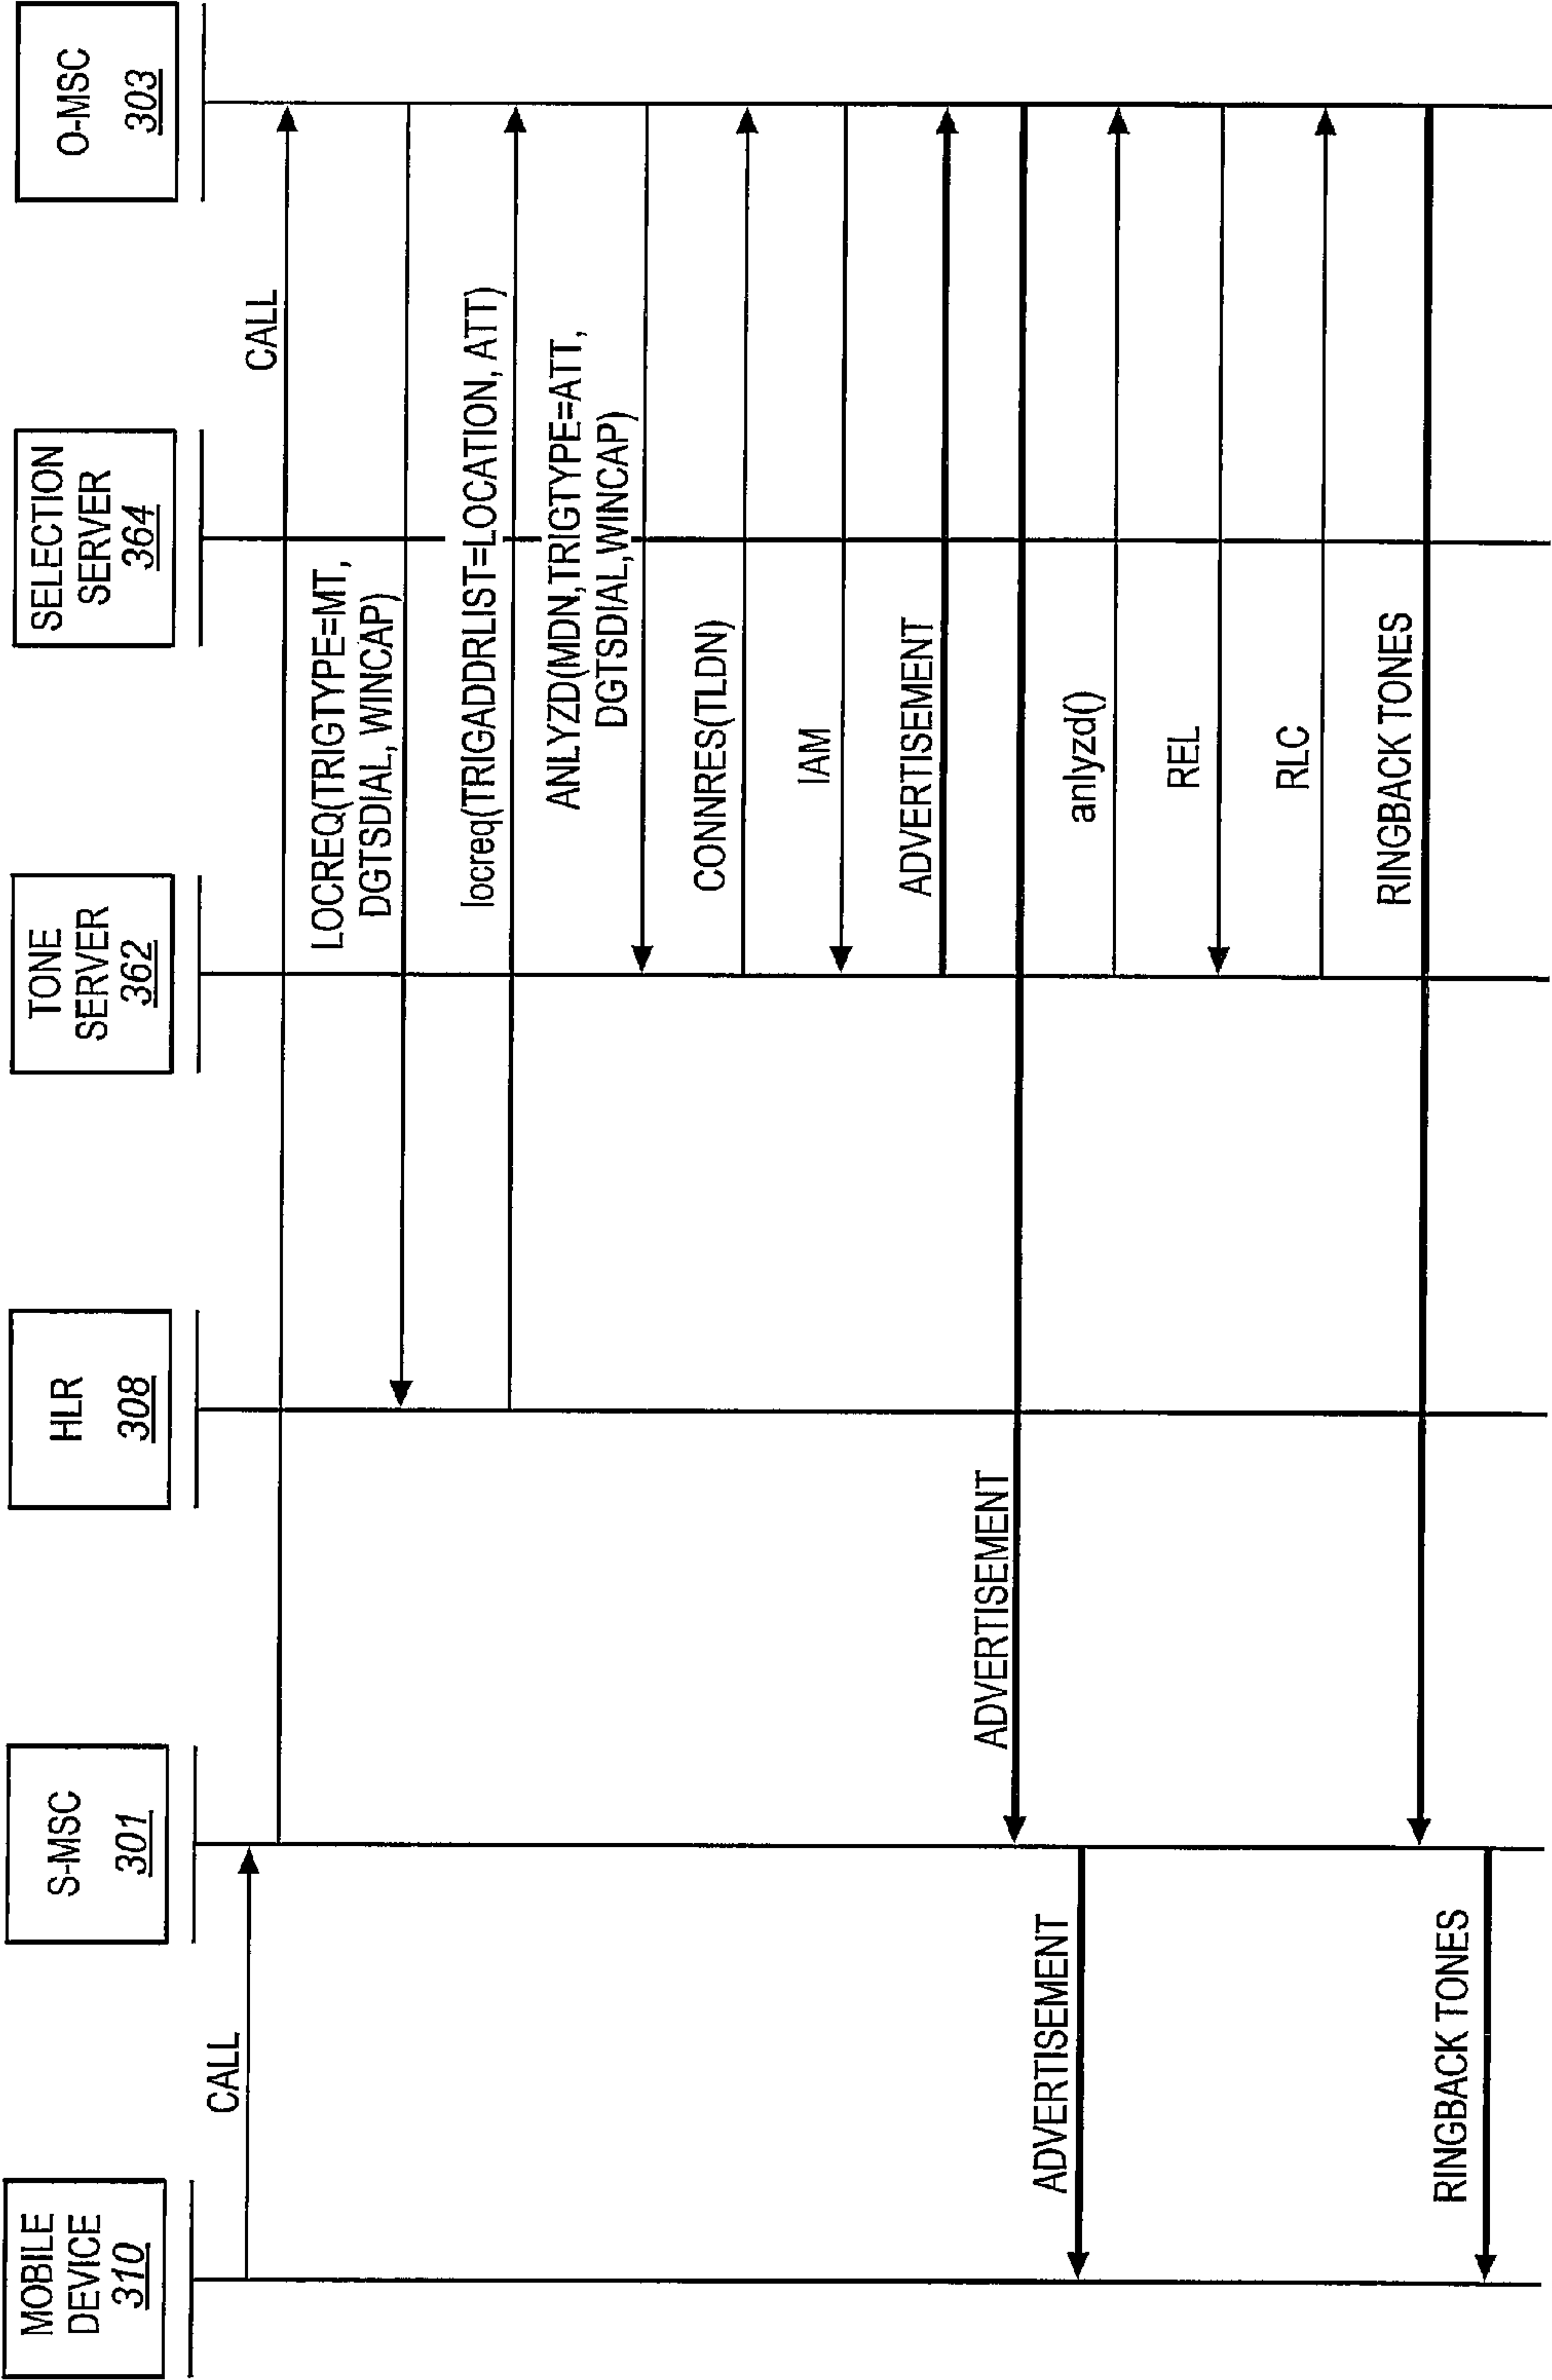 MOBILE
DEVICE
310
S-MSC
301
HLR
308
TONE
SERVER
362
SELECTION
SERVER
364
O-MSC
303
CALL
CALL
LOCREQ(TRIGTYPE=MT,
DGTSDIAL, WINCAP)
locreq(TRIGADDRLIST=LOCATION, ATT)
ANLYZD(MDN,TRIGTYPE=ATT,
DGTSDIAL,WINCAP)
CONNRES(TLDN)
IAM
ADVERTISEMENT
ADVERTISEMENT
ADVERTISEMENT
anlyzd()
REL
RLC
RINGBACK TONES
RINGBACK TONES